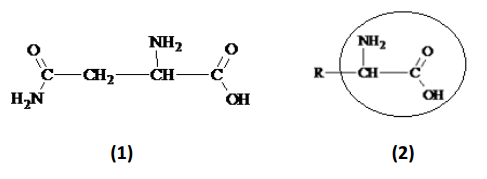 O NH₂ O
C CH₂ CH C
H₂N OH
(1)
NH₂ O
R CH C
OH
(2)